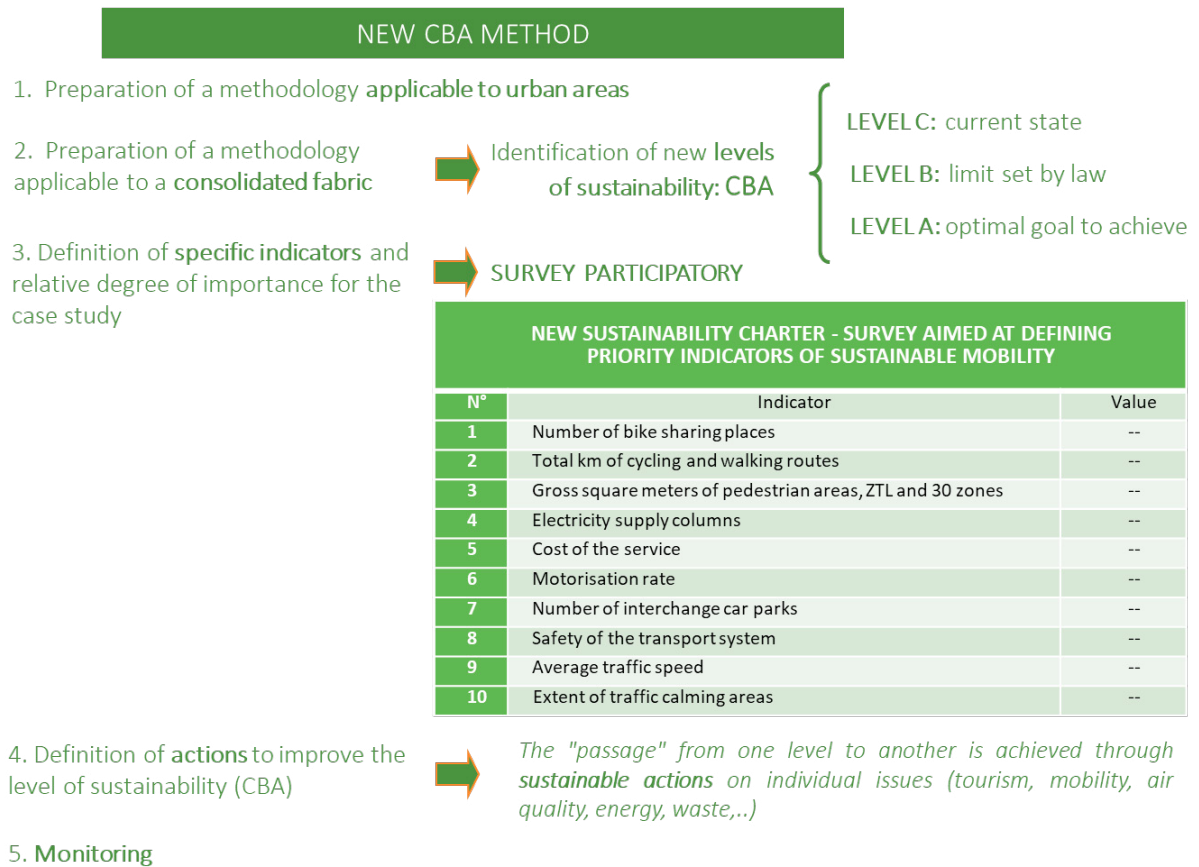 NEW CBA METHOD
1. Preparation of a methodology applicable to urban areas
2. Preparation of a methodology
applicable to a consolidated fabric
Identification of new levels
of sustainability: CBA
LEVEL C: current state
LEVEL B: limit set by law
LEVEL A: optimal goal to achieve
3. Definition of specific indicators and
relative degree of importance for the
case study
SURVEY PARTICIPATORY
NEW SUSTAINABILITY CHARTER - SURVEY AIMED AT DEFINING
PRIORITY INDICATORS OF SUSTAINABLE MOBILITY
N° Indicator Value
1 Number of bike sharing places --
2 Total km of cycling and walking routes --
3 Gross square meters of pedestrian areas, ZTL and 30 zones --
4 Electricity supply columns --
5 Cost of the service --
6 Motorisation rate --
7 Number of interchange car parks --
8 Safety of the transport system --
9 Average traffic speed --
10 Extent of traffic calming areas --
4. Definition of actions to improve the
level of sustainability (CBA)
The "passage" from one level to another is achieved through
sustainable actions on individual issues (tourism, mobility, air
quality, energy, waste,..)
5. Monitoring